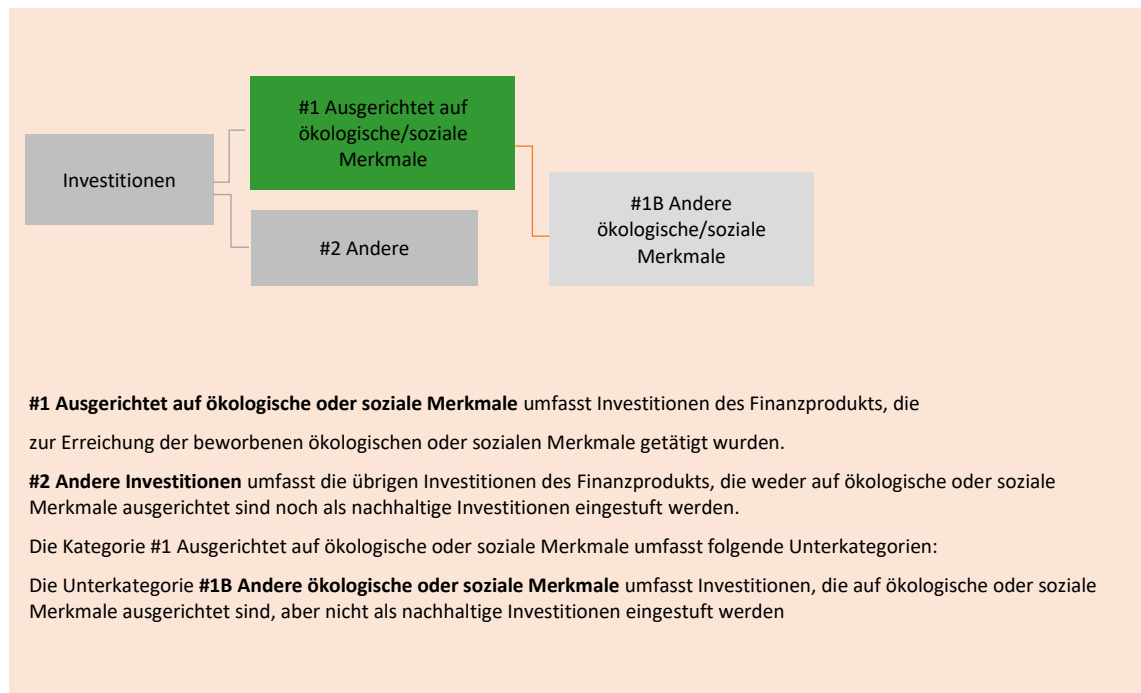 #1 Ausgerichtet auf
ökologische/soziale
Merkmale
Investitionen
#1B Andere
ökologische/soziale
Merkmale
#2 Andere
#1 Ausgerichtet auf ökologische oder soziale Merkmale umfasst Investitionen des Finanzprodukts, die
zur Erreichung der beworbenen ökologischen oder sozialen Merkmale getätigt wurden.
#2 Andere Investitionen umfasst die übrigen Investitionen des Finanzprodukts, die weder auf ökologische oder soziale
Merkmale ausgerichtet sind noch als nachhaltige Investitionen eingestuft werden.
Die Kategorie #1 Ausgerichtet auf ökologische oder soziale Merkmale umfasst folgende Unterkategorien:
Die Unterkategorie #1B Andere ökologische oder soziale Merkmale umfasst Investitionen, die auf ökologische oder soziale
Merkmale ausgerichtet sind, aber nicht als nachhaltige Investitionen eingestuft werden